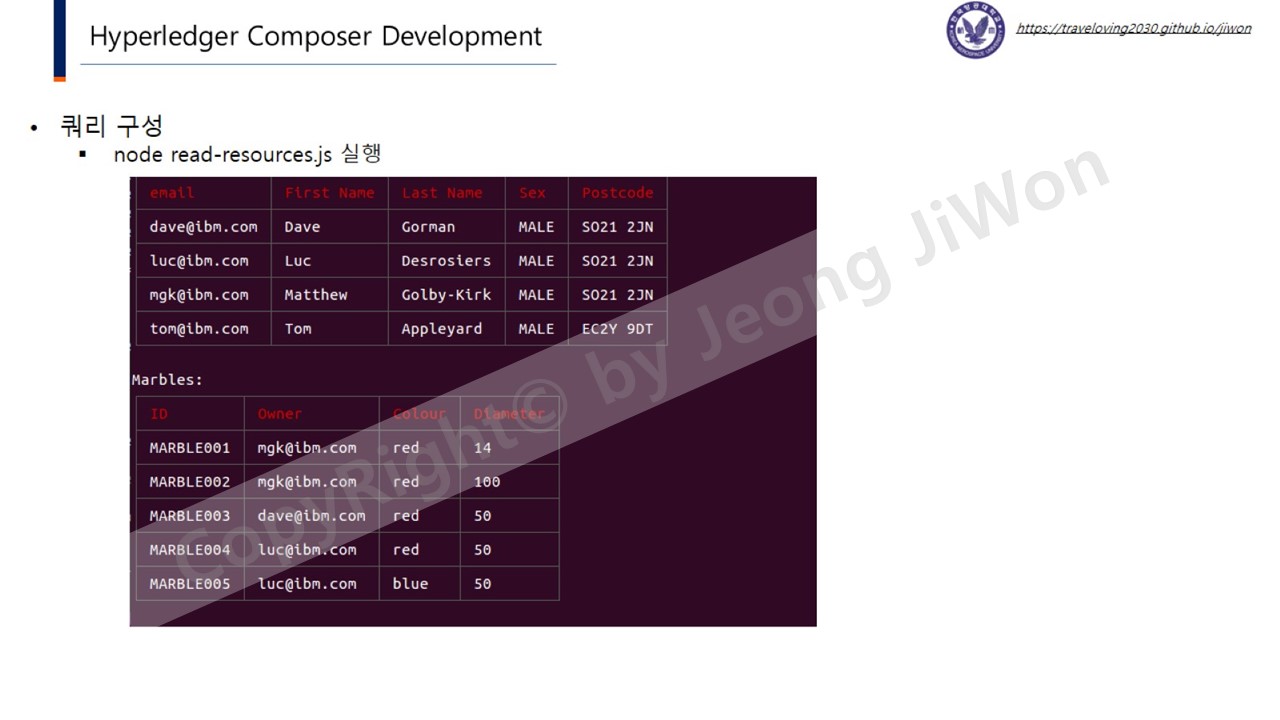 Hyperledger Composer Development
https://traveloving2030.github.io/jiwon
• 쿼리 구성
▪ node read-resources.js 실행
email First Name Last Name Sex Postcode
dave@ibm.com Dave Gorman MALE SO21 2JN
luc@ibm.com Luc Desrosiers MALE SO21 2JN
mgk@ibm.com Matthew Golby-Kirk MALE SO21 2JN
tom@ibm.com Tom Appleyard MALE EC2Y 9DT
Marbles:
ID Owner Colour Diameter
MARBLE001 mgk@ibm.com red 14
MARBLE002 mgk@ibm.com red 100
MARBLE003 dave@ibm.com red 50
MARBLE004 luc@ibm.com red 50
MARBLE005 luc@ibm.com blue 50
CopyRight© by Jeong JiWon